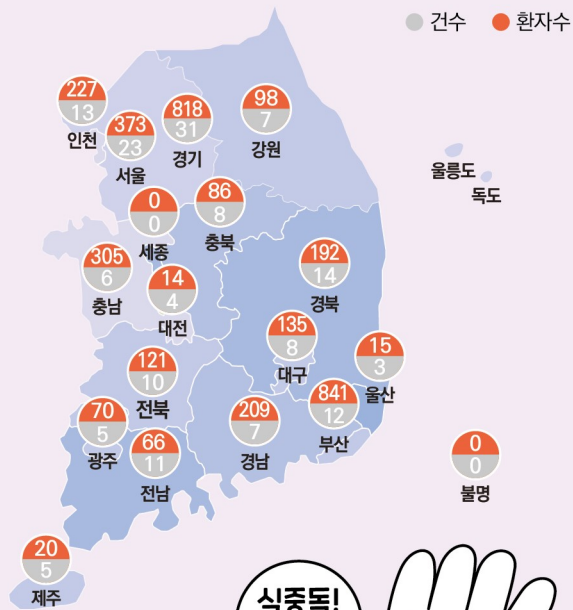 건수 환자수
227
13
인천
373
23
서울
818
31
경기
98
7
강원
울릉도
독도
0
0
세종
86
8
충북
305
6
충남
14
4
대전
192
14
경북
135
8
대구
15
3
울산
121
10
전북
841
12
부산
70
5
광주
66
11
전남
209
7
경남
0
0
불명
20
5
제주
식중독!